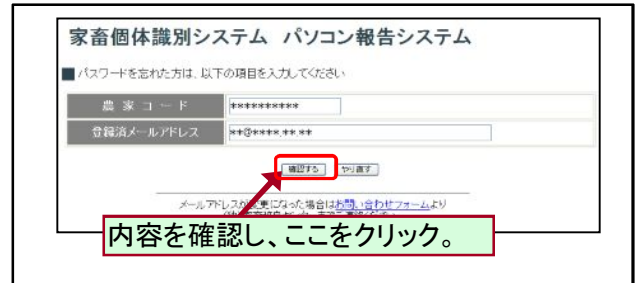 家畜個体識別システム パソコン報告システム
■パスワードを忘れた方は、以下の項目を入力してください
農家コード **********
登録済メールアドレス **@****.**.**
確認する やり直す
メールアドレスが変更になった場合はお問い合わせフォームより
内容を確認し、ここをクリック。